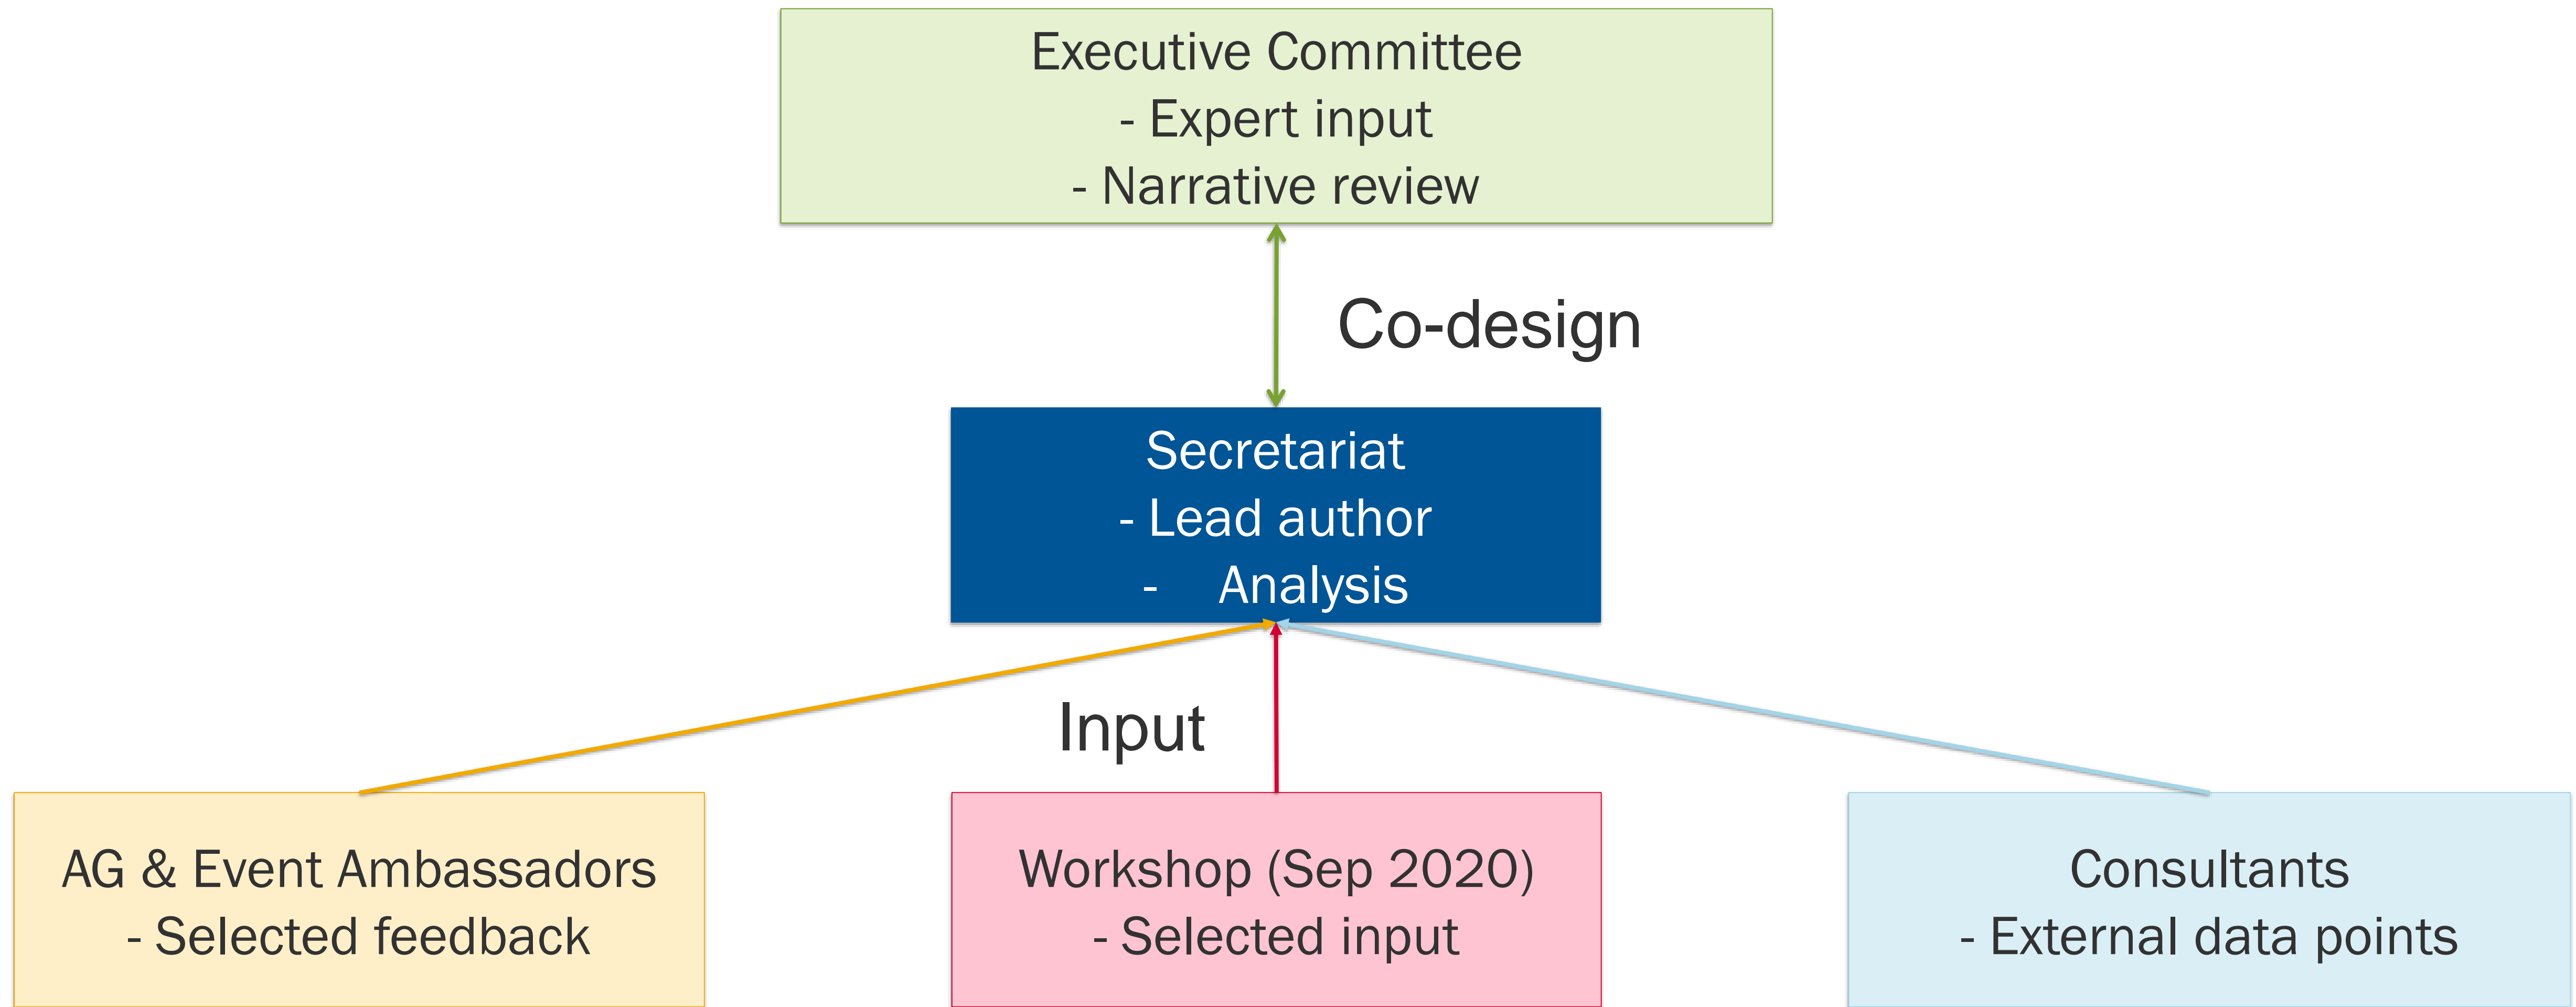 Executive Committee
- Expert input
- Narrative review
Co-design
Secretariat
- Lead author
- Analysis
Input
AG & Event Ambassadors
- Selected feedback
Workshop (Sep 2020)
- Selected input
Consultants
- External data points